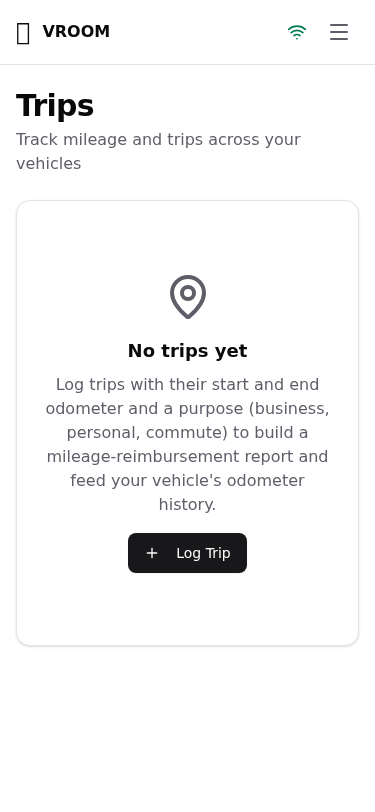 VROOM
Trips
Track mileage and trips across your
vehicles
No trips yet
Log trips with their start and end
odometer and a purpose (business,
personal, commute) to build a
mileage-reimbursement report and
feed your vehicle's odometer
history.
Log Trip